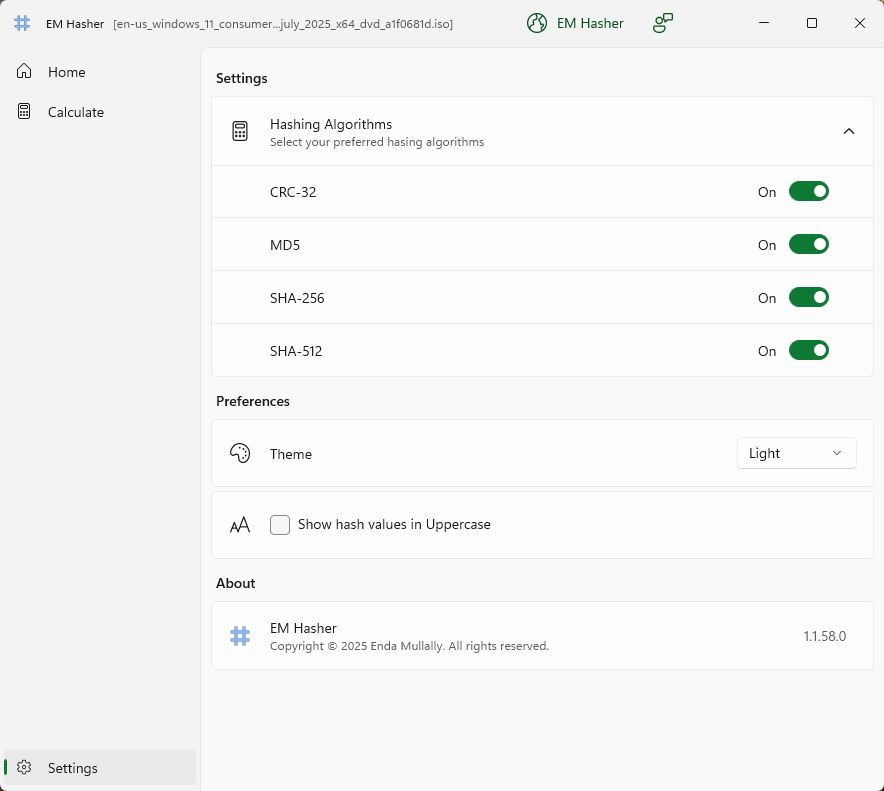 EM Hasher [en-us_windows_11_consumer...july_2025_x64_dvd_a1f0681d.iso] EM Hasher
Home
Calculate
Settings
Hashing Algorithms
Select your preferred hasing algorithms
CRC-32 On
MD5 On
SHA-256 On
SHA-512 On
Preferences
Theme Light
Show hash values in Uppercase
About
EM Hasher
Copyright © 2025 Enda Mullally. All rights reserved.
1.1.58.0
Settings